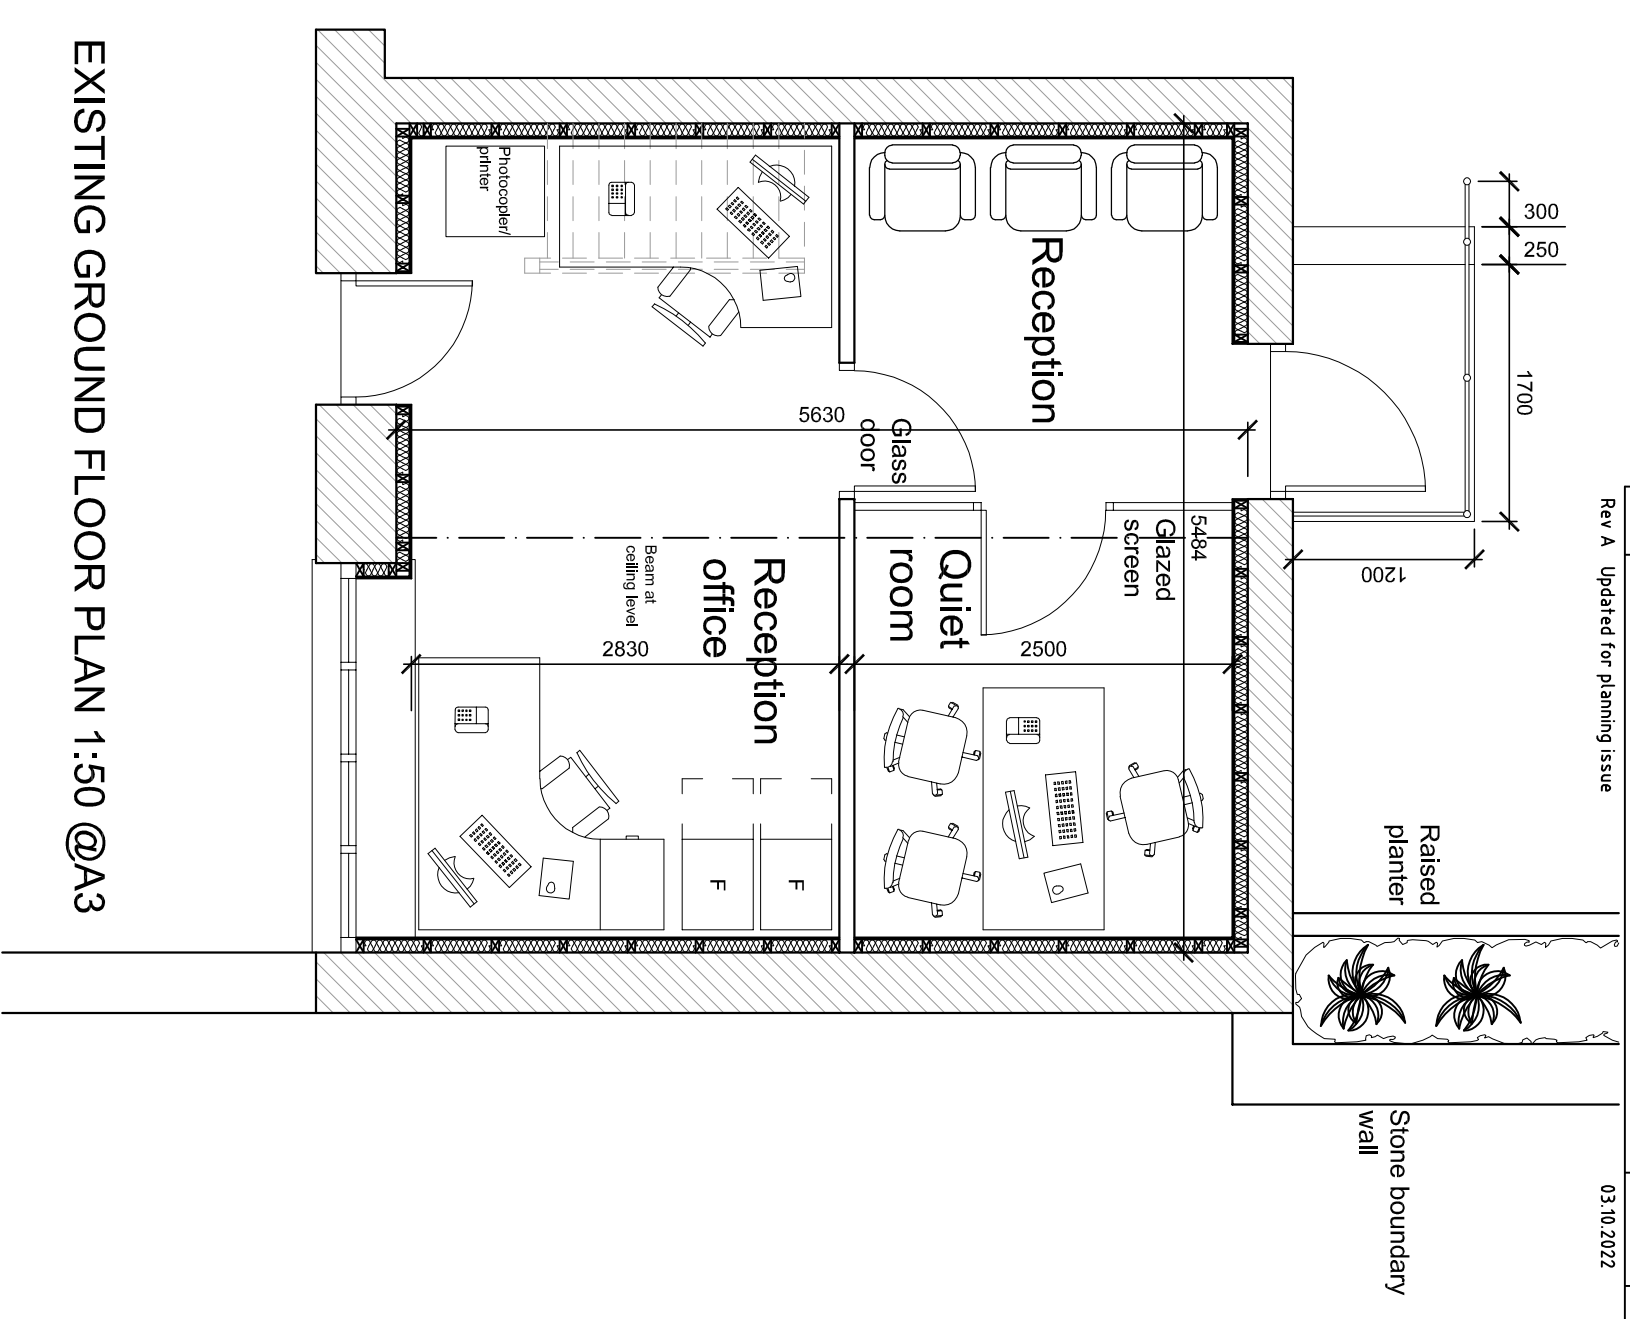 EXISTING GROUND FLOOR PLAN 1:50 @A3
Rev A Updated for planning issue
03.10.2022
300
250
1700
1200
Raised
planter
Stone boundary
wall
Reception
Glass
door
5630
5484
Glazed
screen
Quiet
room
2500
Photocopier/
printer
Reception
office
Beam at
ceiling level
2830
F
F